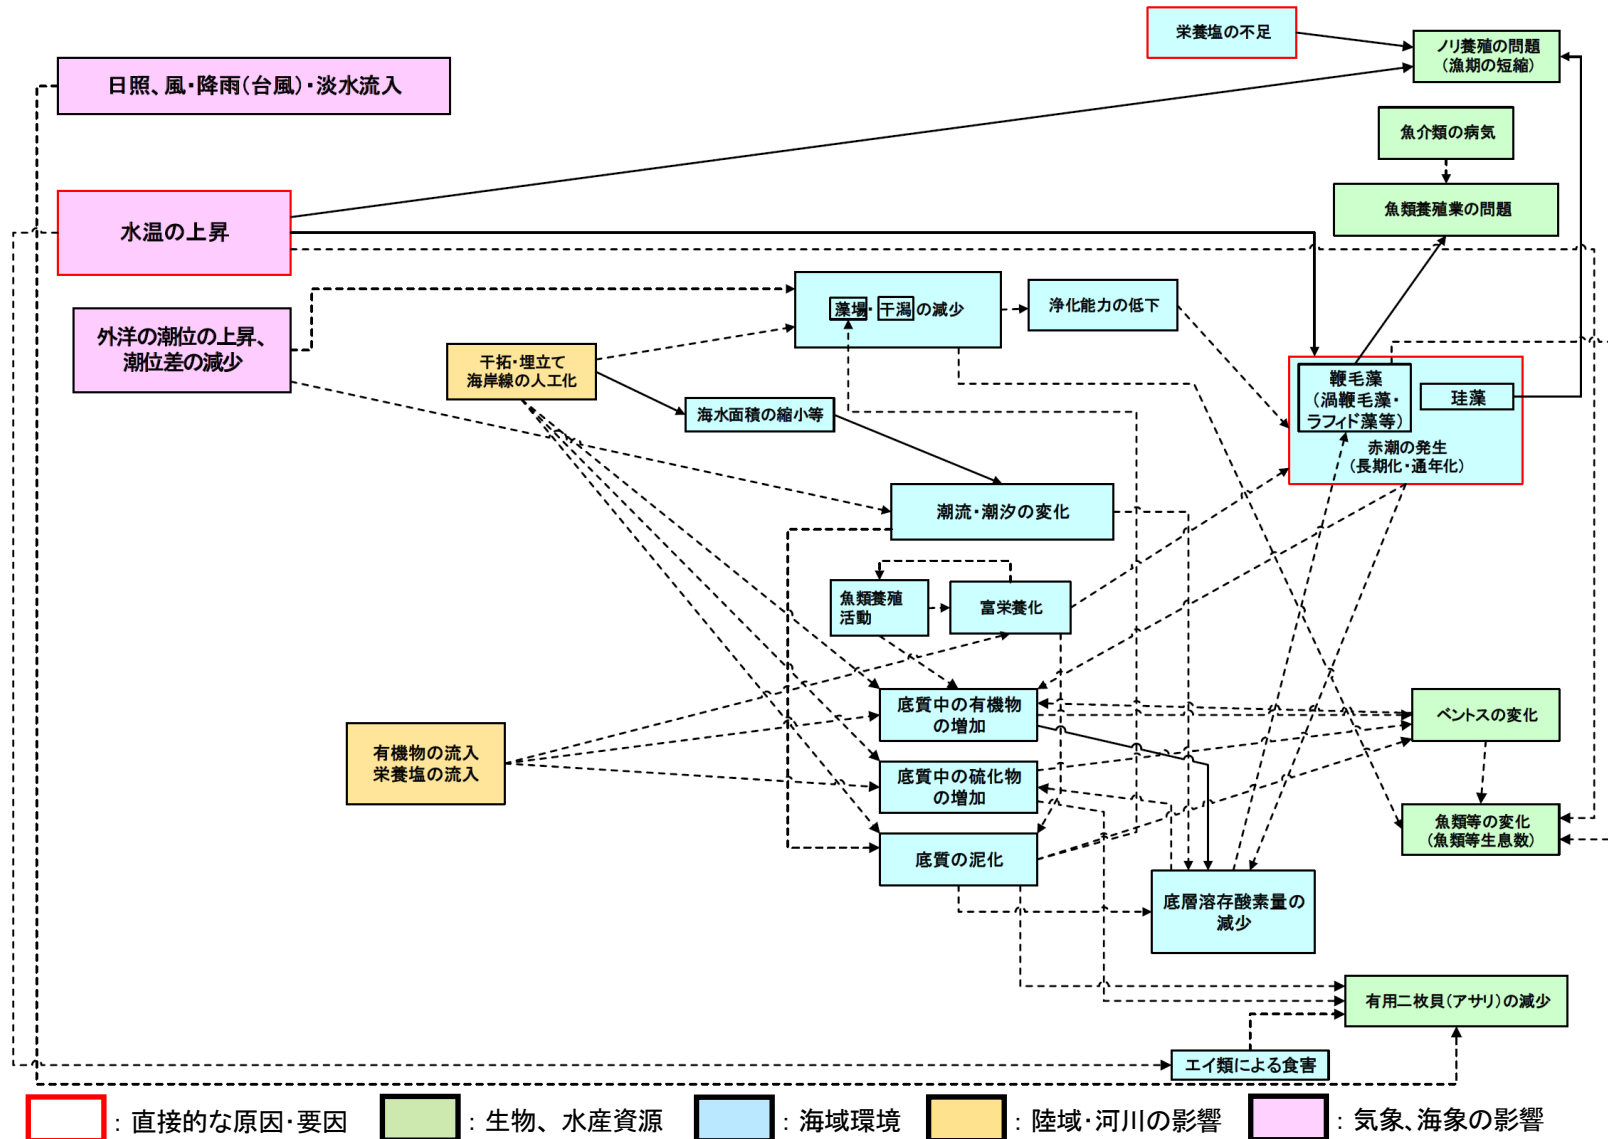 栄養塩の不足
ノリ養殖の問題
(漁期の短縮)
日照、風・降雨(台風)・淡水流入
魚介類の病気
魚類養殖業の問題
水温の上昇
藻場・干潟の減少
浄化能力の低下
外洋の潮位の上昇、
潮位差の減少
干拓・埋立て
海岸線の人工化
海水面積の縮小等
鞭毛藻
(渦鞭毛藻・
ラフィド藻等)
珪藻
赤潮の発生
(長期化・通年化)
潮流・潮汐の変化
魚類養殖
活動
富栄養化
底質中の有機物
の増加
ベントスの変化
有機物の流入
栄養塩の流入
底質中の硫化物
の増加
魚類等の変化
(魚類等生息数)
底質の泥化
底層溶存酸素量の
減少
有用二枚貝(アサリ)の減少
エイ類による食害
：直接的な原因・要因
：生物、水産資源
：海域環境
：陸域・河川の影響
：気象、海象の影響